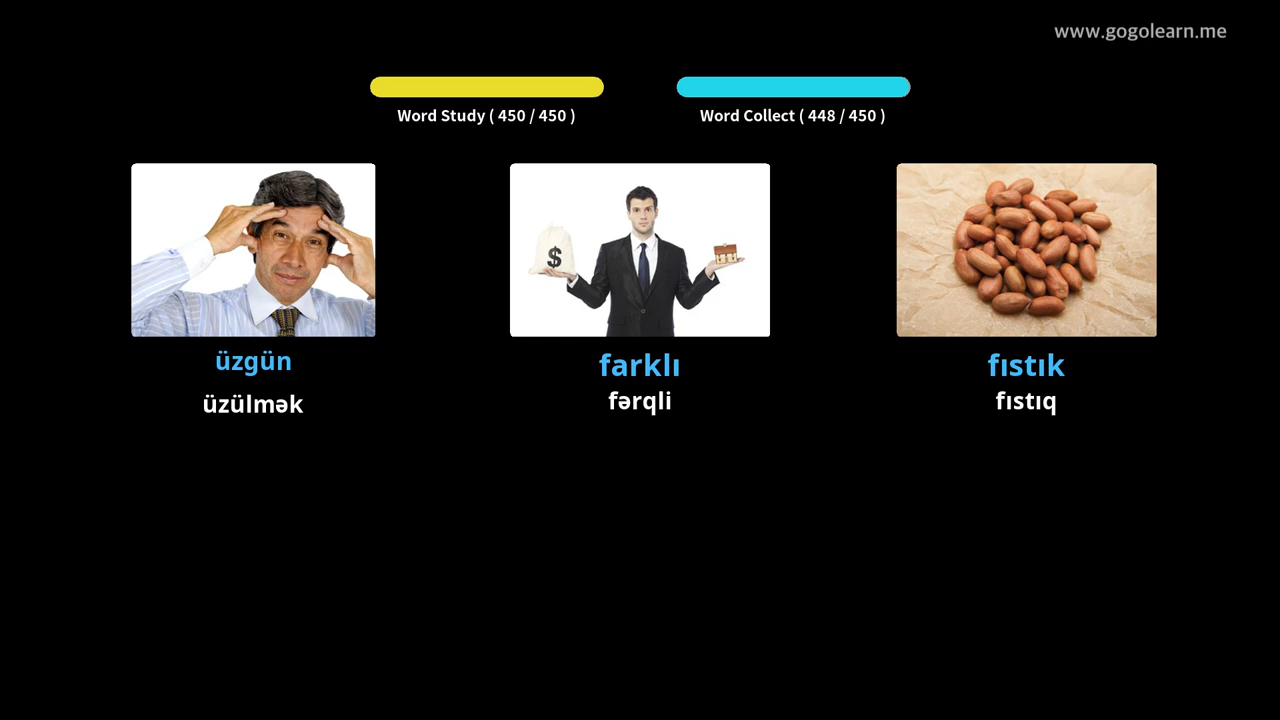 www.gogolearn.me
Word Study ( 450 / 450 )
Word Collect ( 448 / 450 )
$
üzgün
farklı
fıstık
üzülmək
fərqli
fıstıq